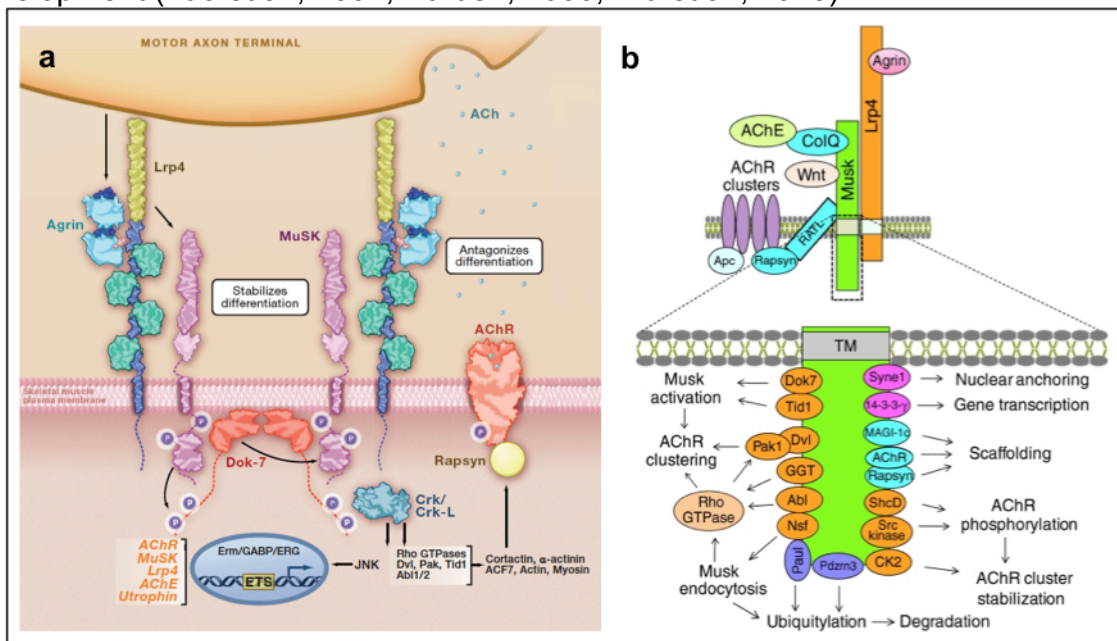 a
MOTOR AXON TERMINAL
ACh
Lrp4
Agrin
MuSK
Stabilizes
differentiation
Antagonizes
differentiation
AChR
Skeletal muscle
plasma membrane
P
P
P
P
P
Dok-7
Rapsyn
P
P
P
Crk/
Crk-L
AChR
MuSK
Lrp4
AChE
Utrophin
Erm/GABP/ERG
ETS
JNK
Rho GTPases
Dvl, Pak, Tid1
Abl1/2
Cortactin, α-actinin
ACF7, Actin, Myosin
b
Agrin
Lrp4
AChE
ColQ
Musk
Wnt
AChR
clusters
RATL-
Apc
Rapsyn
TM
Musk
activation
Dok7
Tid1
Syne1
Nuclear anchoring
14-3-3-γ
Gene transcription
AChR
clustering
Pak1
Dvl
MAGI-1c
AChR
Rapsyn
Scaffolding
GGT
Rho
GTPase
Abl
Nsf
ShcD
Src
kinase
AChR
phosphorylation
Musk
endocytosis
Paul
Pdzrn3
CK2
AChR cluster
stabilization
Ubiquitylation
Degradation